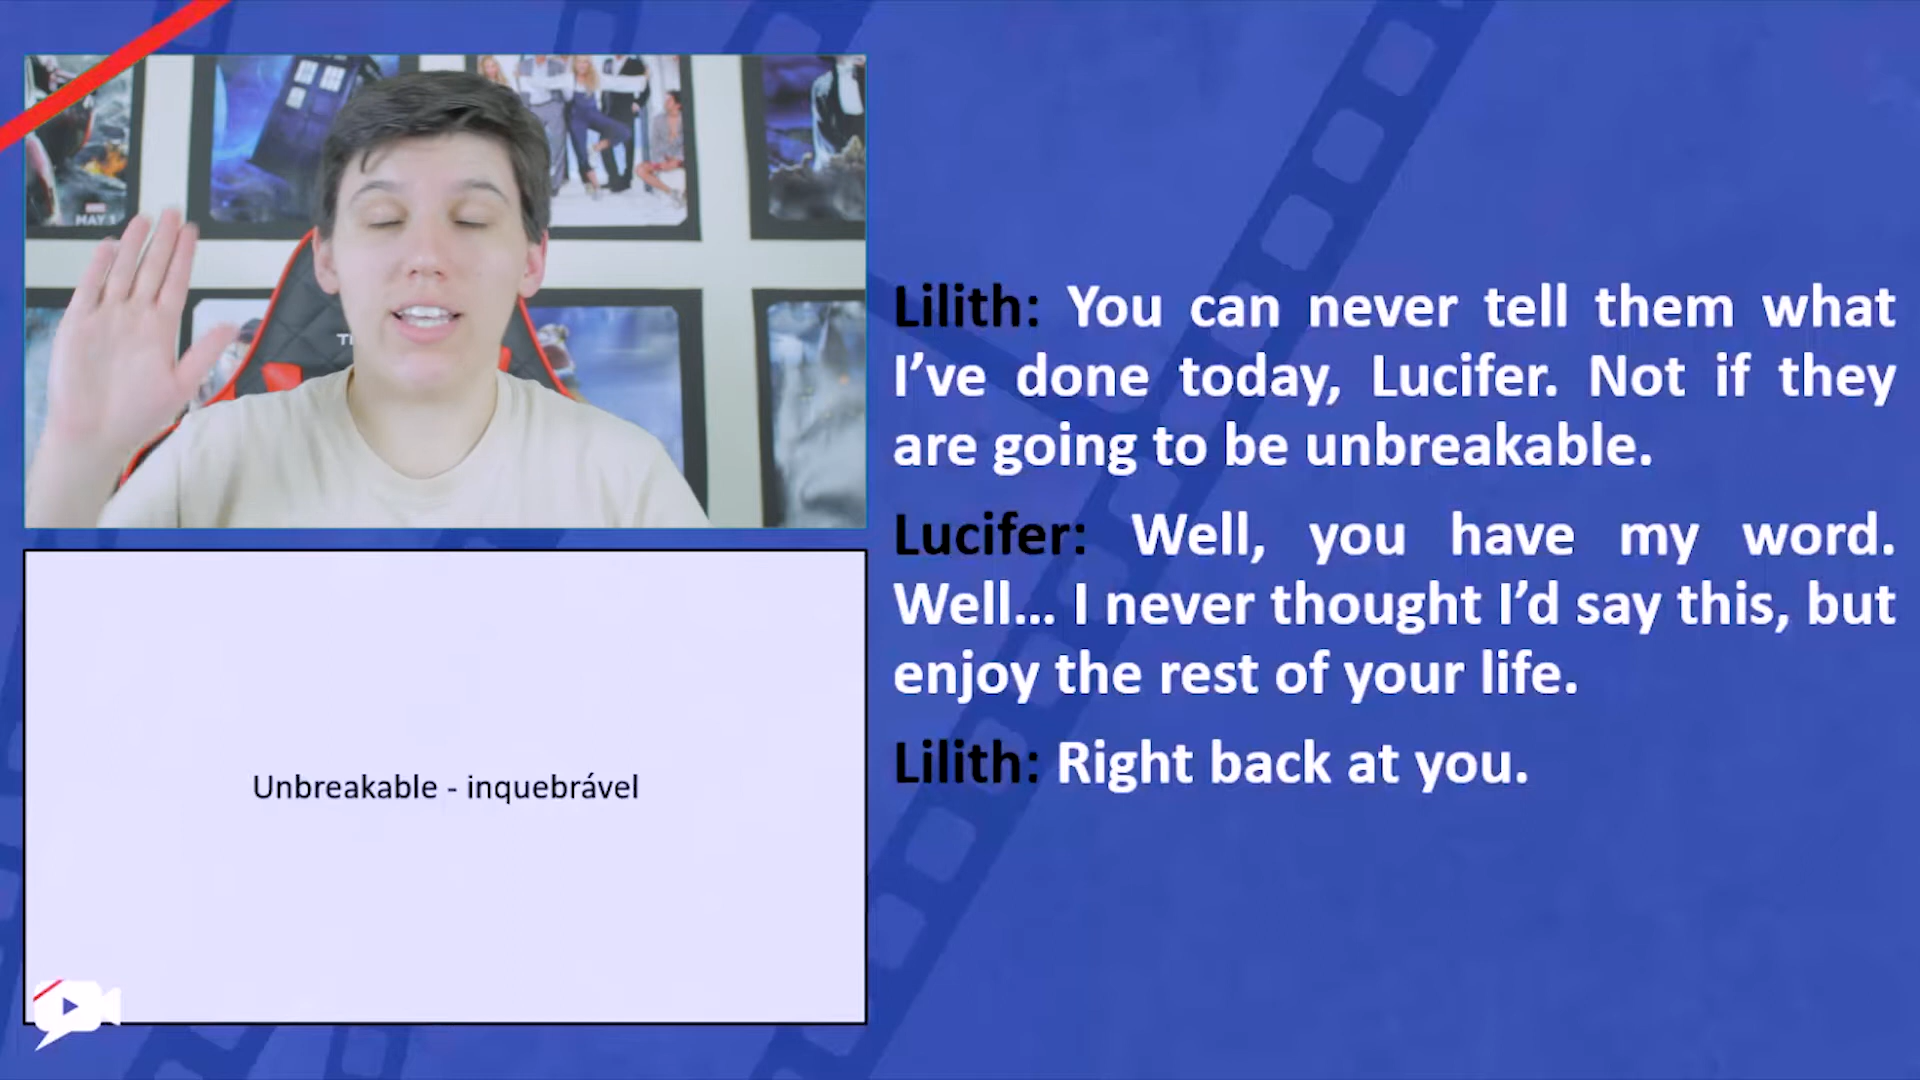 MAY 1
Lilith: You can never tell them what
I’ve done today, Lucifer. Not if they
are going to be unbreakable.
Lucifer: Well, you have my word.
Well... I never thought I’d say this, but
enjoy the rest of your life.
Lilith: Right back at you.
Unbreakable - inquebrável